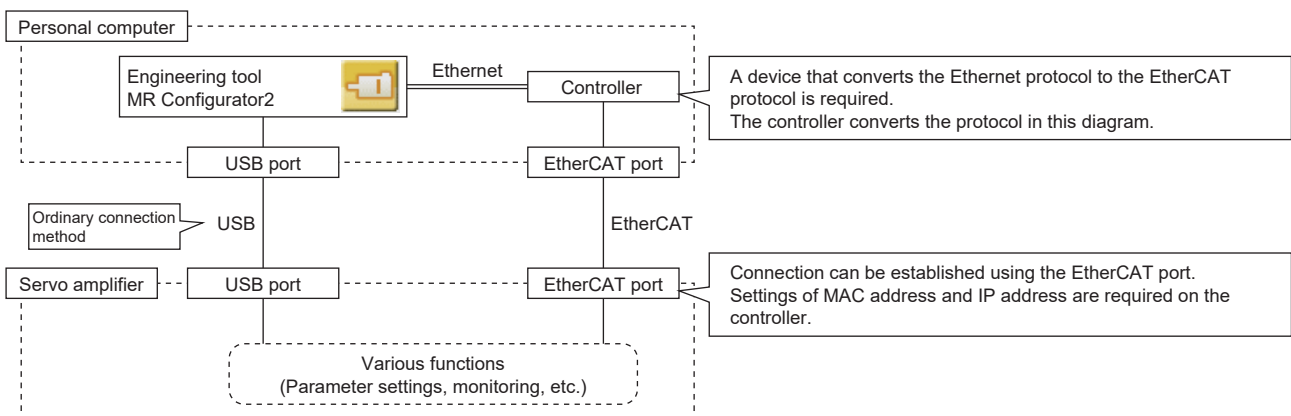 Personal computer
Engineering tool
MR Configurator2
Ethernet
Controller
A device that converts the Ethernet protocol to the EtherCAT
protocol is required.
The controller converts the protocol in this diagram.
USB port
EtherCAT port
Ordinary connection
method
USB
EtherCAT
Servo amplifier
USB port
EtherCAT port
Connection can be established using the EtherCAT port.
Settings of MAC address and IP address are required on the
controller.
Various functions
(Parameter settings, monitoring, etc.)